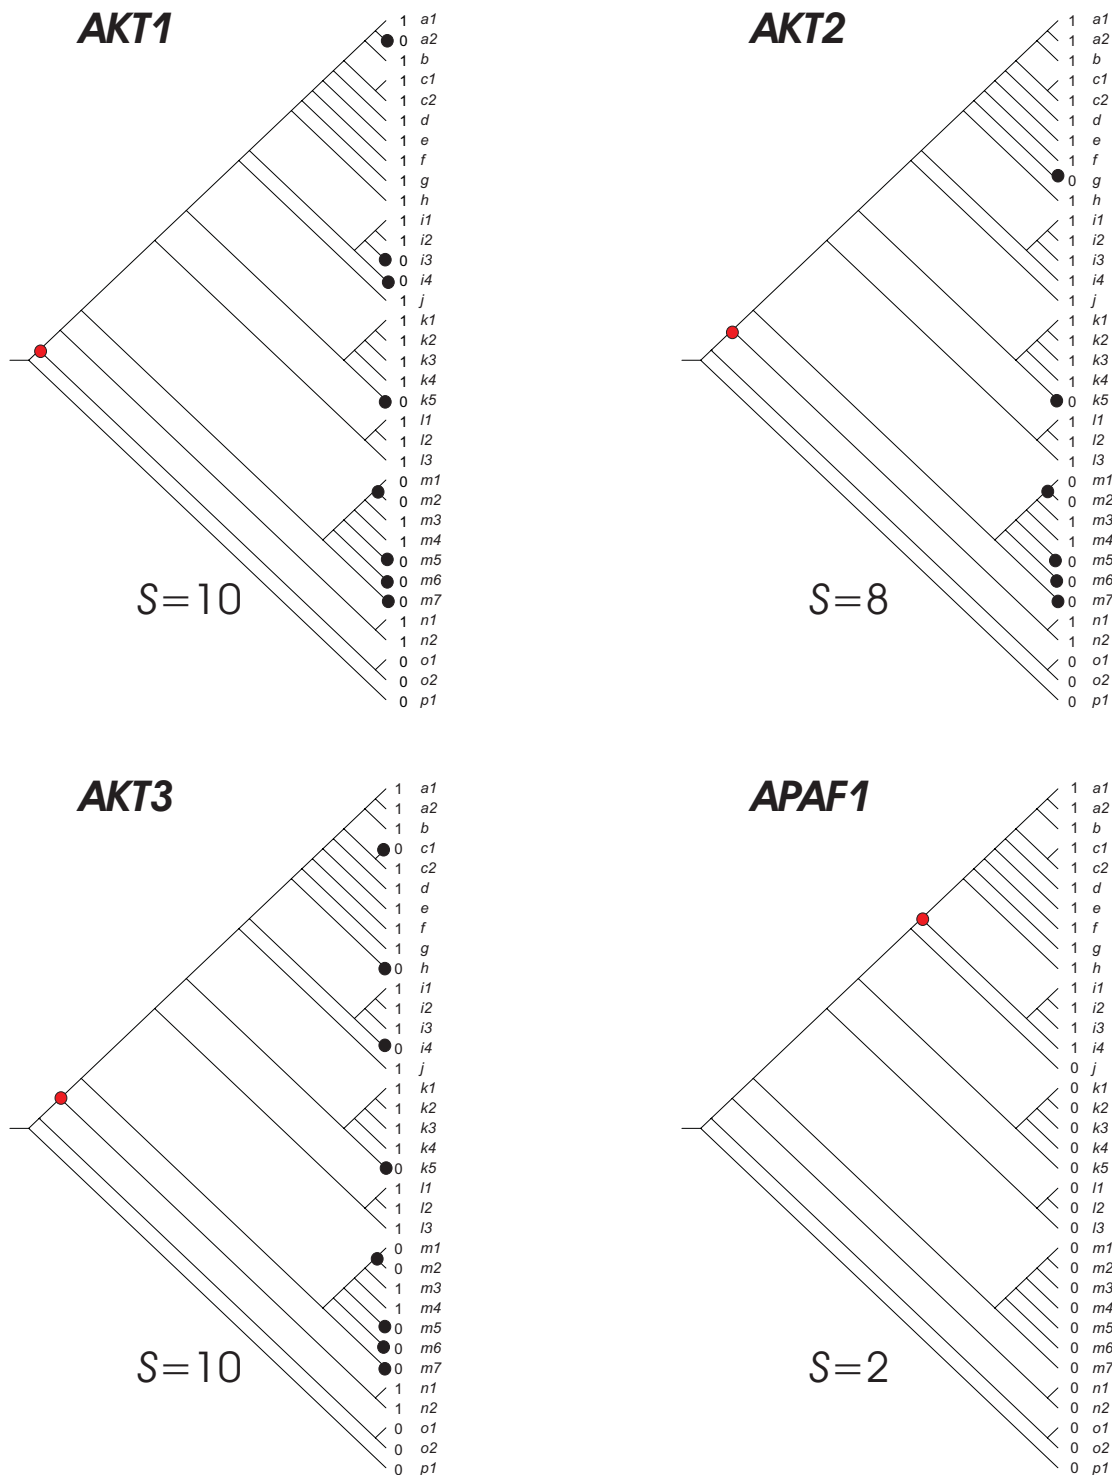 AKT1
1 a1
0 a2
1 b
1 c1
1 c2
1 d
1 e
1 f
1 g
1 h
1 i1
1 i2
0 i3
0 i4
1 j
1 k1
1 k2
1 k3
1 k4
0 k5
1 l1
1 l2
1 l3
0 m1
0 m2
1 m3
1 m4
0 m5
0 m6
0 m7
1 n1
1 n2
0 o1
0 o2
0 p1
S=10
AKT2
1 a1
1 a2
1 b
1 c1
1 c2
1 d
1 e
1 f
0 g
1 h
1 i1
1 i2
1 i3
1 i4
1 j
1 k1
1 k2
1 k3
1 k4
0 k5
1 l1
1 l2
1 l3
0 m1
0 m2
1 m3
1 m4
0 m5
0 m6
0 m7
1 n1
1 n2
0 o1
0 o2
0 p1
S=8
AKT3
1 a1
1 a2
1 b
0 c1
1 c2
1 d
1 e
1 f
1 g
0 h
1 i1
1 i2
1 i3
0 i4
1 j
1 k1
1 k2
1 k3
1 k4
0 k5
1 l1
1 l2
1 l3
0 m1
0 m2
1 m3
1 m4
0 m5
0 m6
0 m7
1 n1
1 n2
0 o1
0 o2
0 p1
S=10
APAF1
1 a1
1 a2
1 b
1 c1
1 c2
1 d
1 e
1 f
1 g
1 h
1 i1
1 i2
1 i3
1 i4
0 j
0 k1
0 k2
0 k3
0 k4
0 k5
0 l1
0 l2
0 l3
0 m1
0 m2
0 m3
0 m4
0 m5
0 m6
0 m7
0 n1
0 n2
0 o1
0 o2
0 p1
S=2